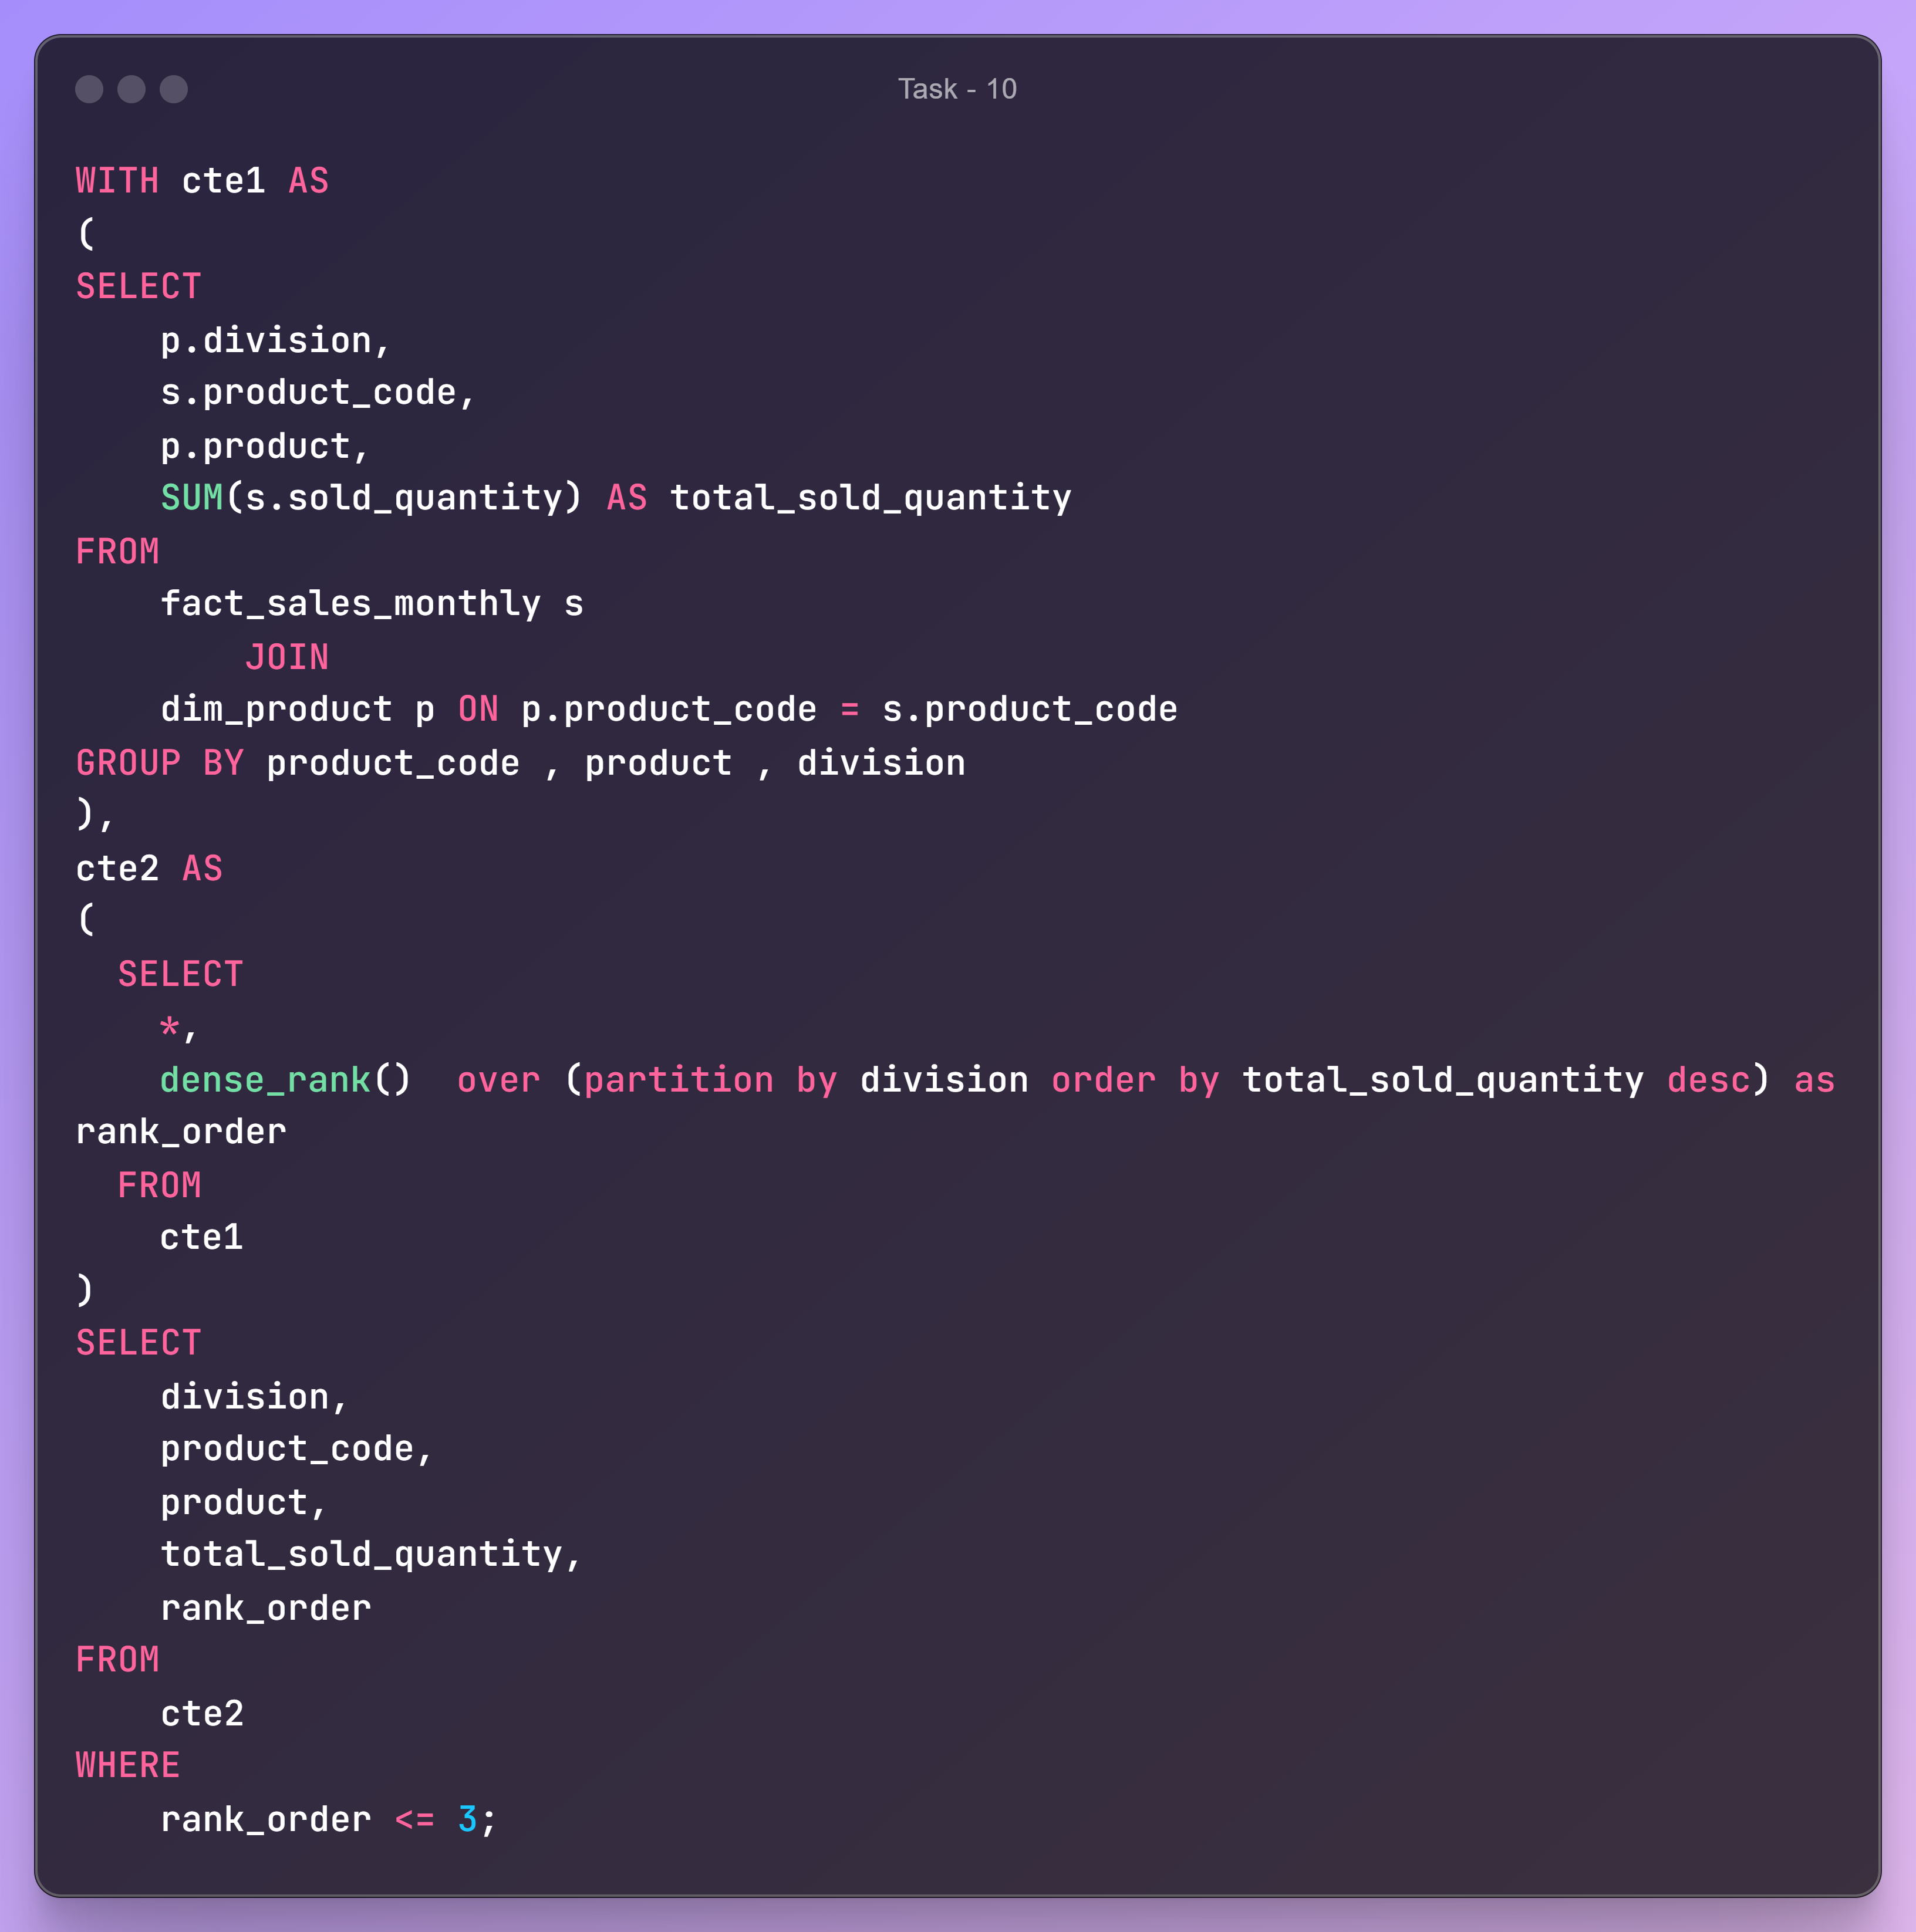 Task - 10
WITH cte1 AS
(
SELECT
    p.division,
    s.product_code,
    p.product,
    SUM(s.sold_quantity) AS total_sold_quantity
FROM
    fact_sales_monthly s
        JOIN
    dim_product p ON p.product_code = s.product_code
GROUP BY product_code , product , division
),
cte2 AS
(
  SELECT
    *,
    dense_rank()  over (partition by division order by total_sold_quantity desc) as
rank_order
  FROM
    cte1
)
SELECT
    division,
    product_code,
    product,
    total_sold_quantity,
    rank_order
FROM
    cte2
WHERE
    rank_order <= 3;